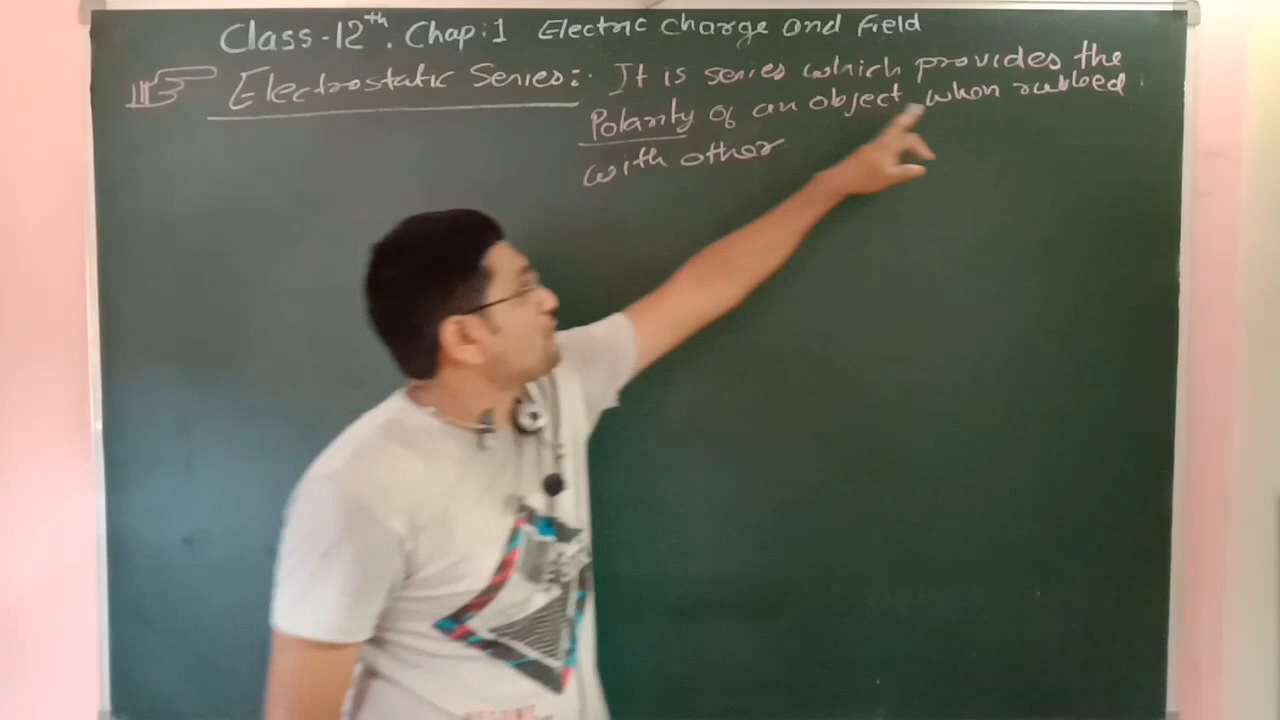 Class-12th. Chap:1 Electric Charge and Field
Electrostatic Series:- It is series which provides the
Polarity of an object when rubbed
with other